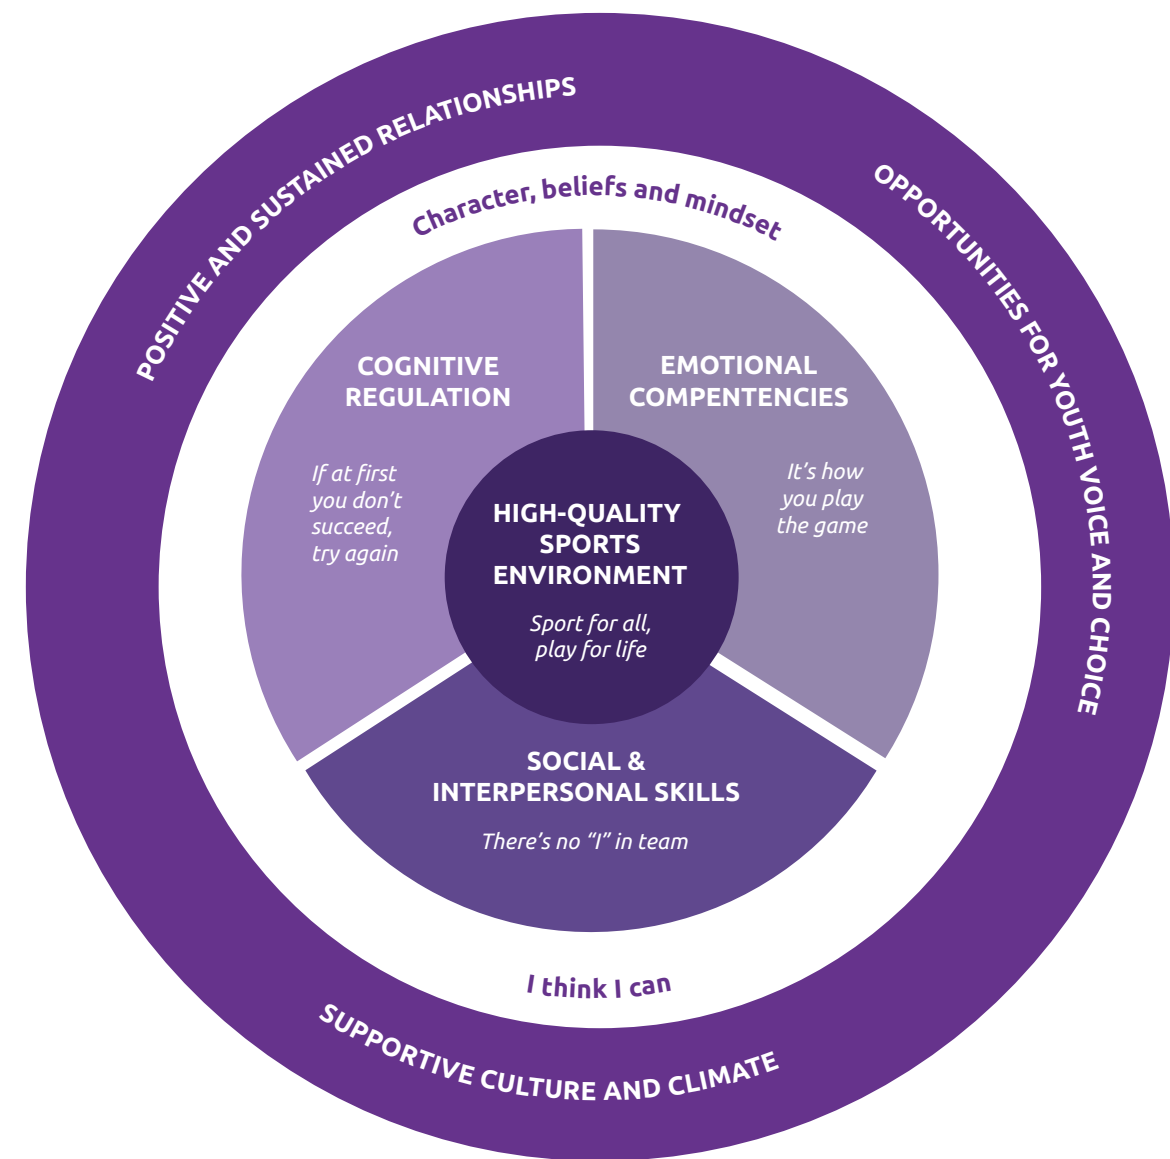 POSITIVE AND SUSTAINED RELATIONSHIPS
OPPORTUNITIES FOR YOUTH VOICE AND CHOICE
Character, beliefs and mindset
COGNITIVE
REGULATION
If at first
you don’t
succeed,
try again
EMOTIONAL
COMPENTENCIES
It’s how
you play
the game
HIGH-QUALITY
SPORTS
ENVIRONMENT
Sport for all,
play for life
SOCIAL &
INTERPERSONAL SKILLS
There’s no “I” in team
I think I can
SUPPORTIVE CULTURE AND CLIMATE